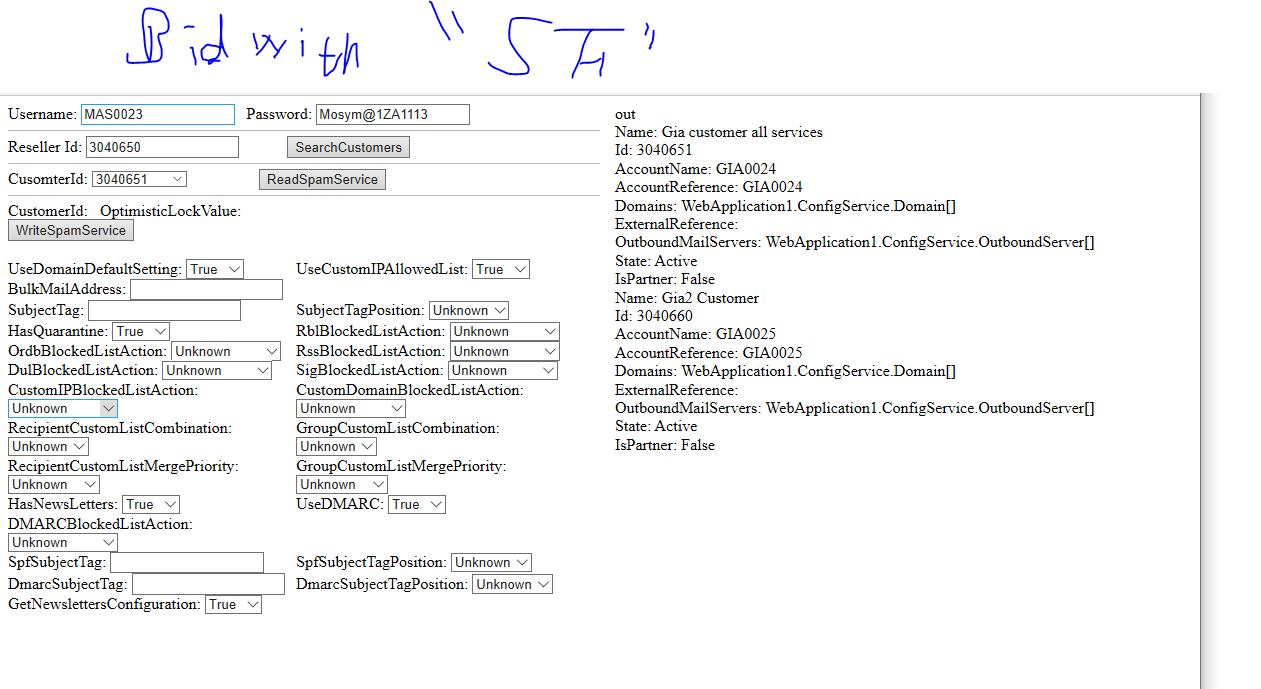 Bid with "STI"
Username: MAS0023 Password: Mosym@1ZA1113
Reseller Id: 3040650 SearchCustomers
CusomterId: 3040651 ReadSpamService
CustomerId: OptimisticLockValue:
WriteSpamService
UseDomainDefaultSetting: True UseCustomIPAllowedList: True
BulkMailAddress:
SubjectTag: SubjectTagPosition: Unknown
HasQuarantine: True RblBlockedListAction: Unknown
OrdbBlockedListAction: Unknown RssBlockedListAction: Unknown
DulBlockedListAction: Unknown SigBlockedListAction: Unknown
CustomIPBlockedListAction: CustomDomainBlockedListAction:
Unknown Unknown
RecipientCustomListCombination: GroupCustomListCombination:
Unknown Unknown
RecipientCustomListMergePriority: GroupCustomListMergePriority:
Unknown Unknown
HasNewsLetters: True UseDMARC: True
DMARCBlockedListAction:
Unknown
SpfSubjectTag: SpfSubjectTagPosition: Unknown
DmarcSubjectTag: DmarcSubjectTagPosition: Unknown
GetNewslettersConfiguration: True
out
Name: Gia customer all services
Id: 3040651
AccountName: GIA0024
AccountReference: GIA0024
Domains: WebApplication1.ConfigService.Domain[]
ExternalReference:
OutboundMailServers: WebApplication1.ConfigService.OutboundServer[]
State: Active
IsPartner: False
Name: Gia2 Customer
Id: 3040660
AccountName: GIA0025
AccountReference: GIA0025
Domains: WebApplication1.ConfigService.Domain[]
ExternalReference:
OutboundMailServers: WebApplication1.ConfigService.OutboundServer[]
State: Active
IsPartner: False